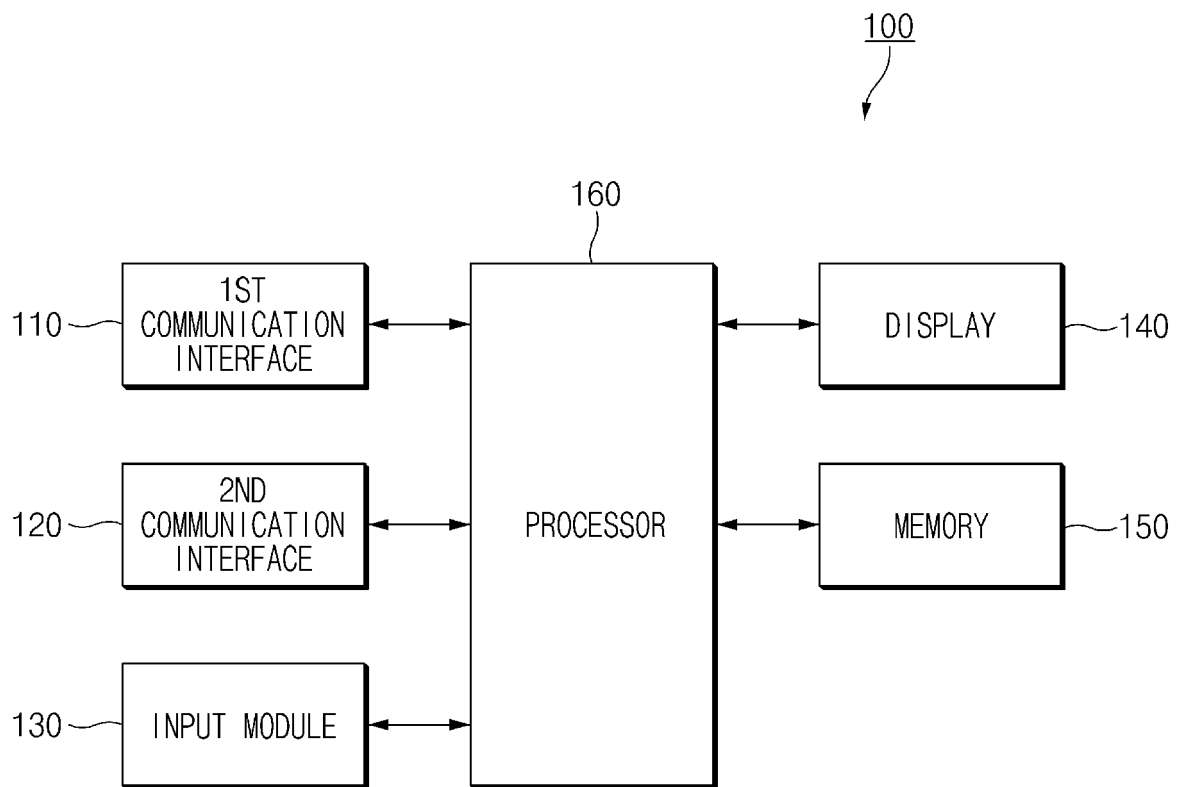 100
160
110
1ST
COMMUNICATION
INTERFACE
DISPLAY
140
120
2ND
COMMUNICATION
INTERFACE
PROCESSOR
MEMORY
150
130
INPUT MODULE